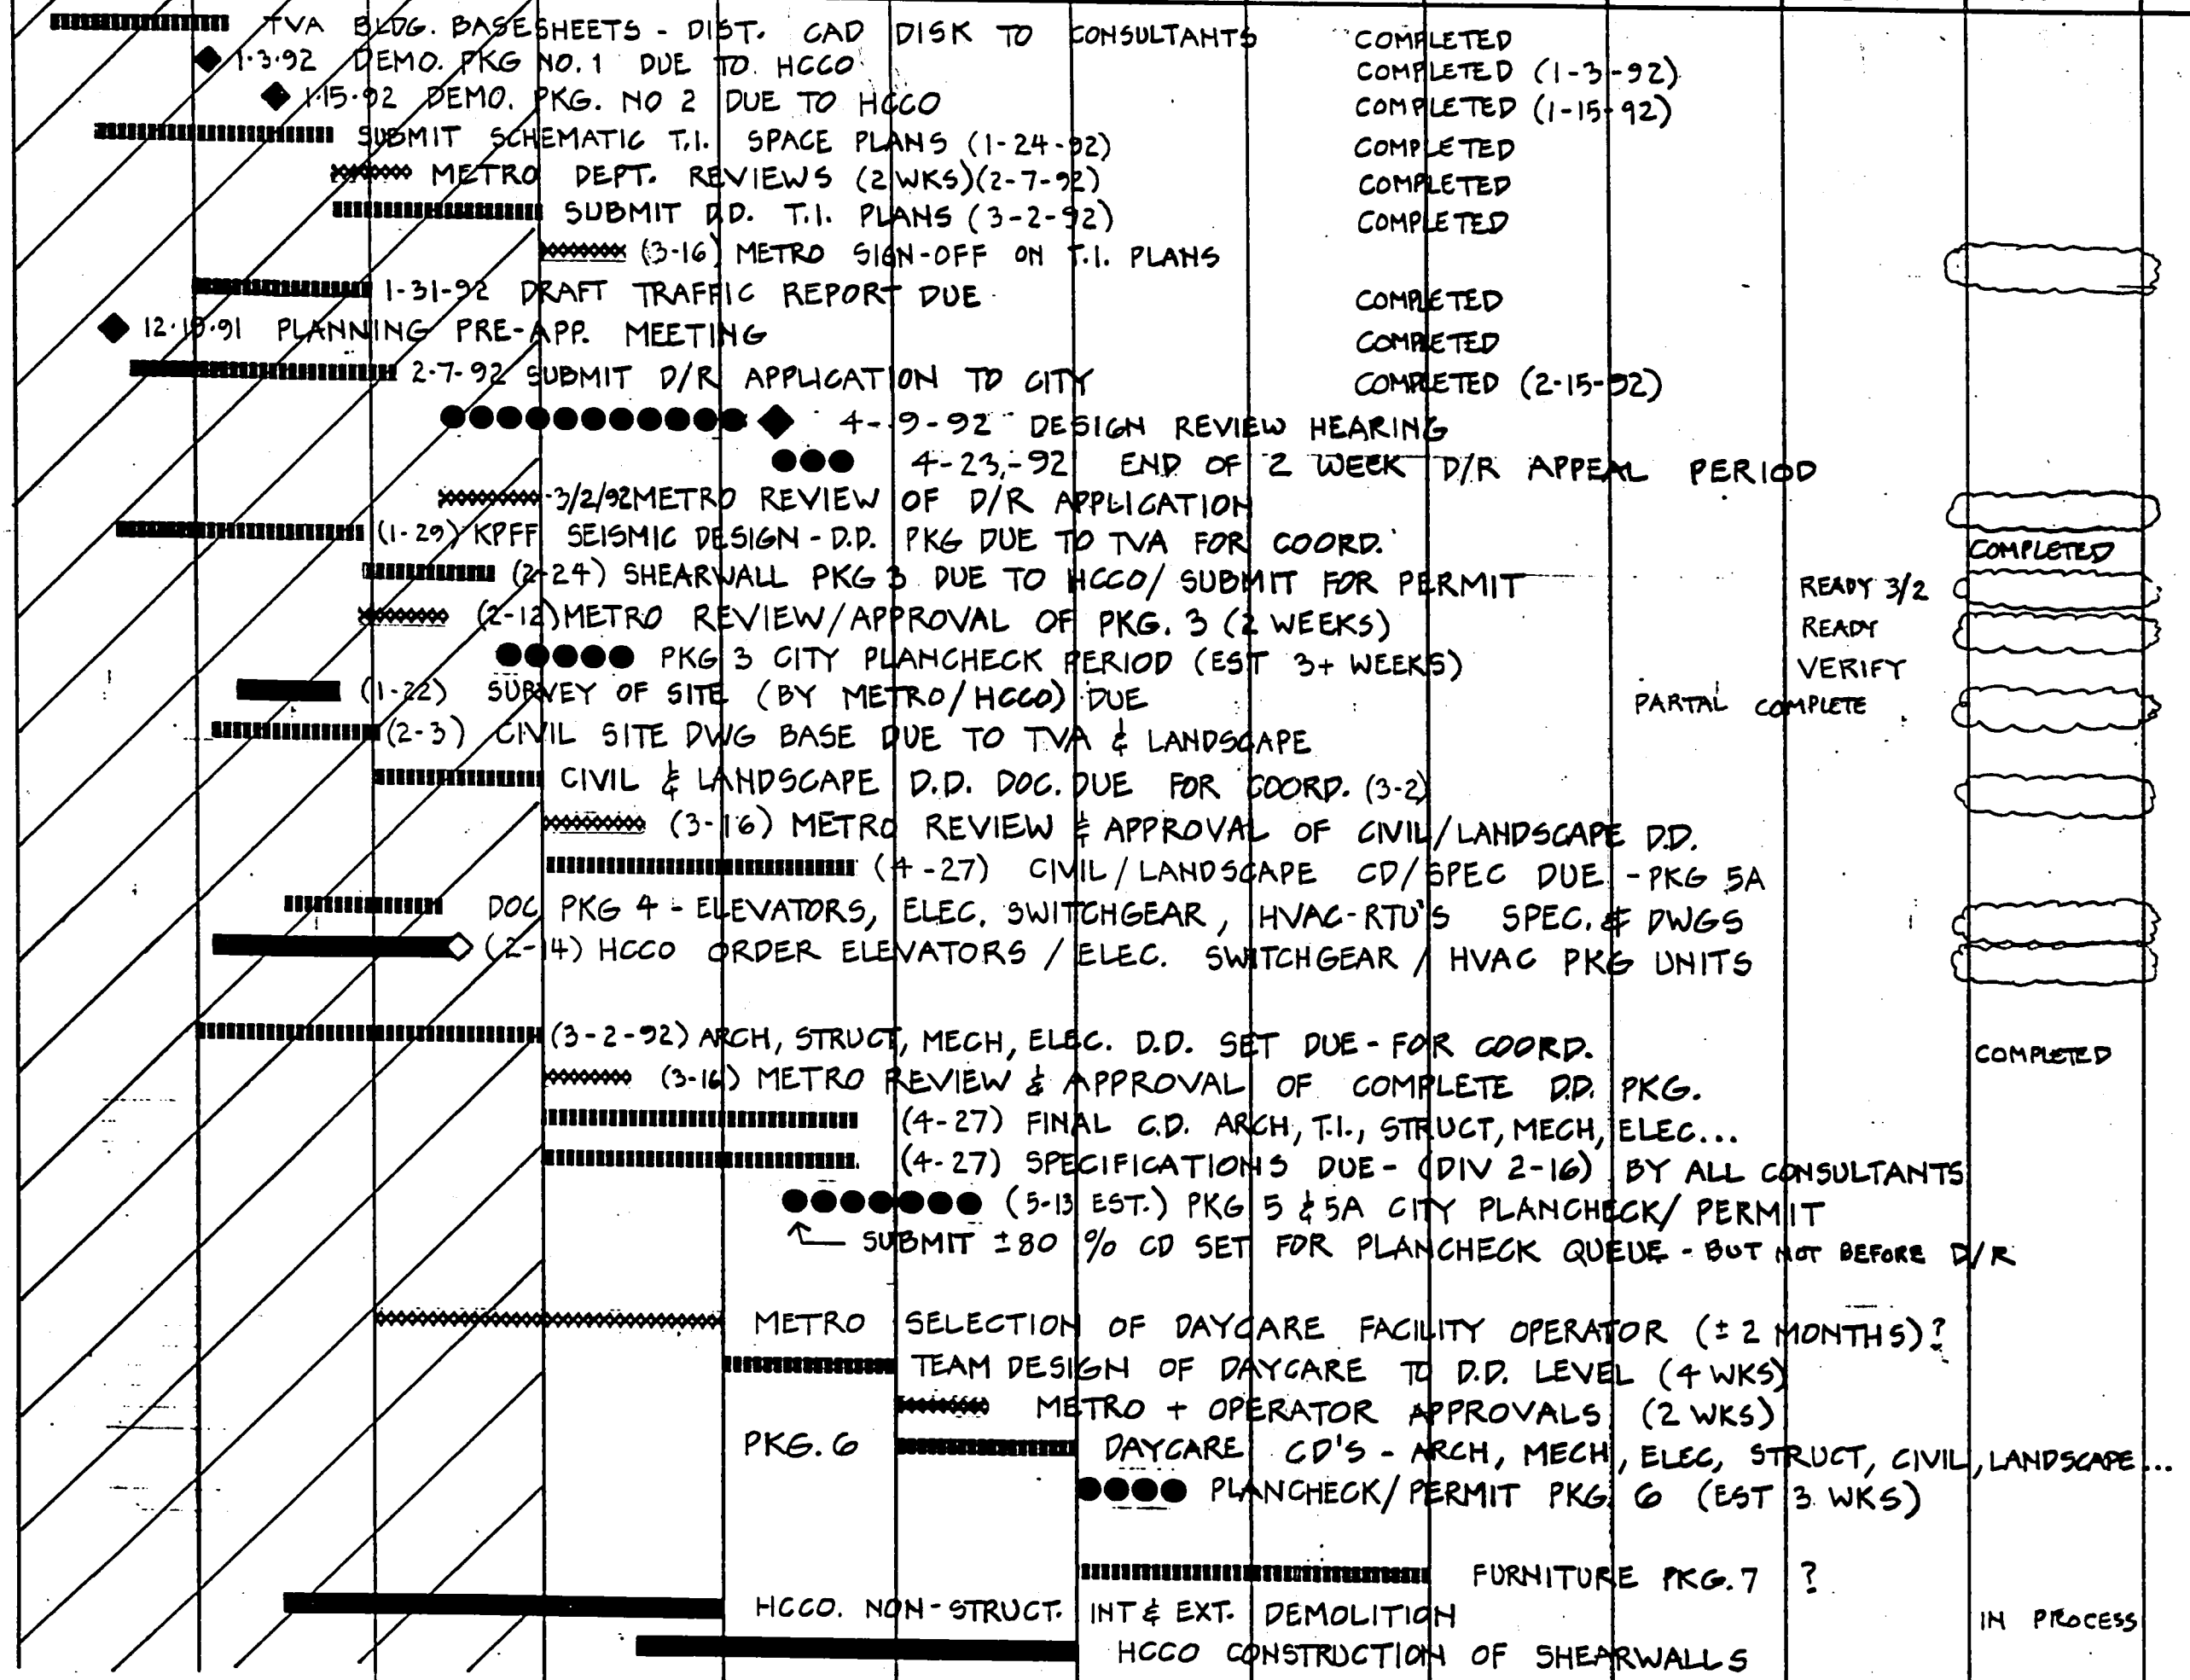 TVA BLDG. BASESHEETS - DIST. CAD DISK TO CONSULTANTS COMPLETED
1-3-92 DEMO. PKG NO. 1 DUE TO HCCO COMPLETED (1-3-92)
1-15-92 DEMO. PKG. NO 2 DUE TO HCCO COMPLETED (1-15-92)
SUBMIT SCHEMATIC T.I. SPACE PLANS (1-24-92) COMPLETED
METRO DEPT. REVIEWS (2 WKS)(2-7-92) COMPLETED
SUBMIT D.D. T.I. PLANS (3-2-92) COMPLETED
(3-16) METRO SIGN-OFF ON T.I. PLANS
1-31-92 DRAFT TRAFFIC REPORT DUE COMPLETED
PLANNING PRE-APP. MEETING COMPLETED
2-7-92 SUBMIT D/R APPLICATION TO CITY COMPLETED (2-15-92)
4-9-92 DESIGN REVIEW HEARING
4-23-92 END OF 2 WEEK D/R APPEAL PERIOD
3/2/92 METRO REVIEW OF D/R APPLICATION
(1-29) KPFF SEISMIC DESIGN - D.D. PKG DUE TO TVA FOR COORD. COMPLETED
(2-24) SHEARWALL PKG 3 DUE TO HCCO/ SUBMIT FOR PERMIT READY 3/2
(2-12) METRO REVIEW/APPROVAL OF PKG. 3 (2 WEEKS) READY
PKG 3 CITY PLANCHECK PERIOD (EST 3+ WEEKS) VERIFY
(1-22) SURVEY OF SITE (BY METRO/HCCO) DUE PARTAL COMPLETE
(2-3) CIVIL SITE DWG BASE DUE TO TVA & LANDSCAPE
CIVIL & LANDSCAPE D.D. DOC. DUE FOR COORD. (3-2)
(3-16) METRO REVIEW & APPROVAL OF CIVIL/LANDSCAPE D.D.
(4-27) CIVIL/LANDSCAPE CD/SPEC DUE - PKG 5A
DOC PKG 4 - ELEVATORS, ELEC. SWITCHGEAR, HVAC-RTU'S SPEC. & DWGS
(2-14) HCCO ORDER ELEVATORS / ELEC. SWITCHGEAR / HVAC PKG UNITS
(3-2-92) ARCH, STRUCT, MECH, ELEC. D.D. SET DUE - FOR COORD. COMPLETED
(3-16) METRO REVIEW & APPROVAL OF COMPLETE D.D. PKG.
(4-27) FINAL C.D. ARCH, T.I., STRUCT, MECH, ELEC...
(4-27) SPECIFICATIONS DUE - (DIV 2-16) BY ALL CONSULTANTS
(5-13 EST.) PKG 5 & 5A CITY PLANCHECK/ PERMIT
SUBMIT ±80 % CD SET FOR PLANCHECK QUEUE - BUT NOT BEFORE D/R
METRO SELECTION OF DAYCARE FACILITY OPERATOR (± 2 MONTHS)?
TEAM DESIGN OF DAYCARE TO D.D. LEVEL (4 WKS)
METRO + OPERATOR APPROVALS (2 WKS)
PKG. 6 DAYCARE CD'S - ARCH, MECH, ELEC, STRUCT, CIVIL, LANDSCAPE...
PLANCHECK/PERMIT PKG 6 (EST 3 WKS)
FURNITURE PKG. 7 ?
HCCO. NON-STRUCT. INT & EXT. DEMOLITION IN PROCESS
HCCO CONSTRUCTION OF SHEARWALLS